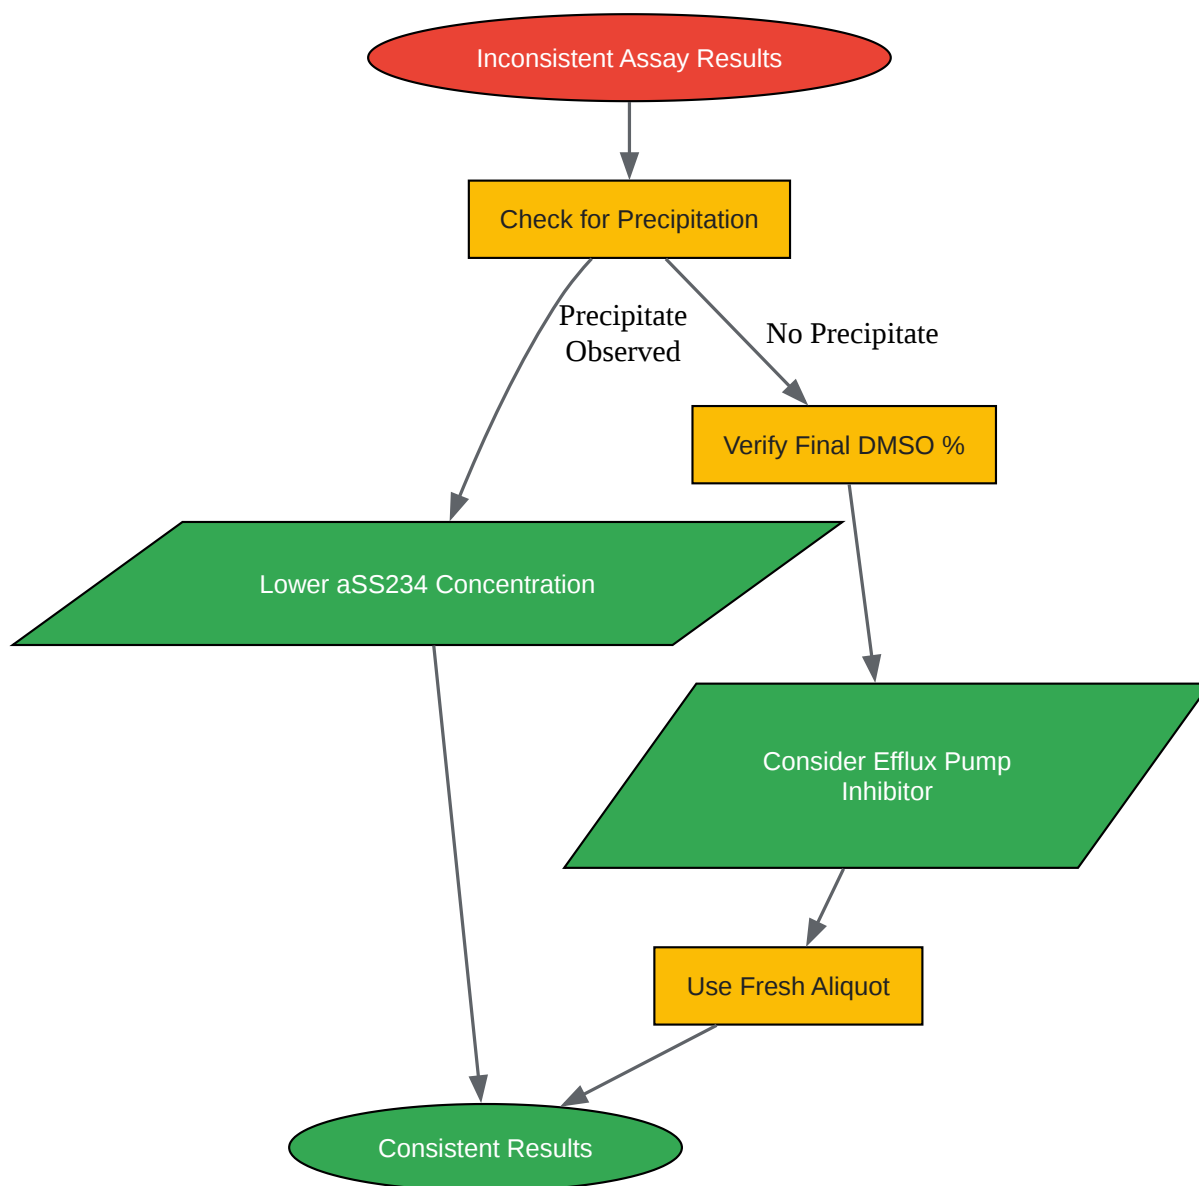 Inconsistent Assay Results
Check for Precipitation
Precipitate
Observed
No Precipitate
Verify Final DMSO %
Lower aSS234 Concentration
Consider Efflux Pump
Inhibitor
Use Fresh Aliquot
Consistent Results